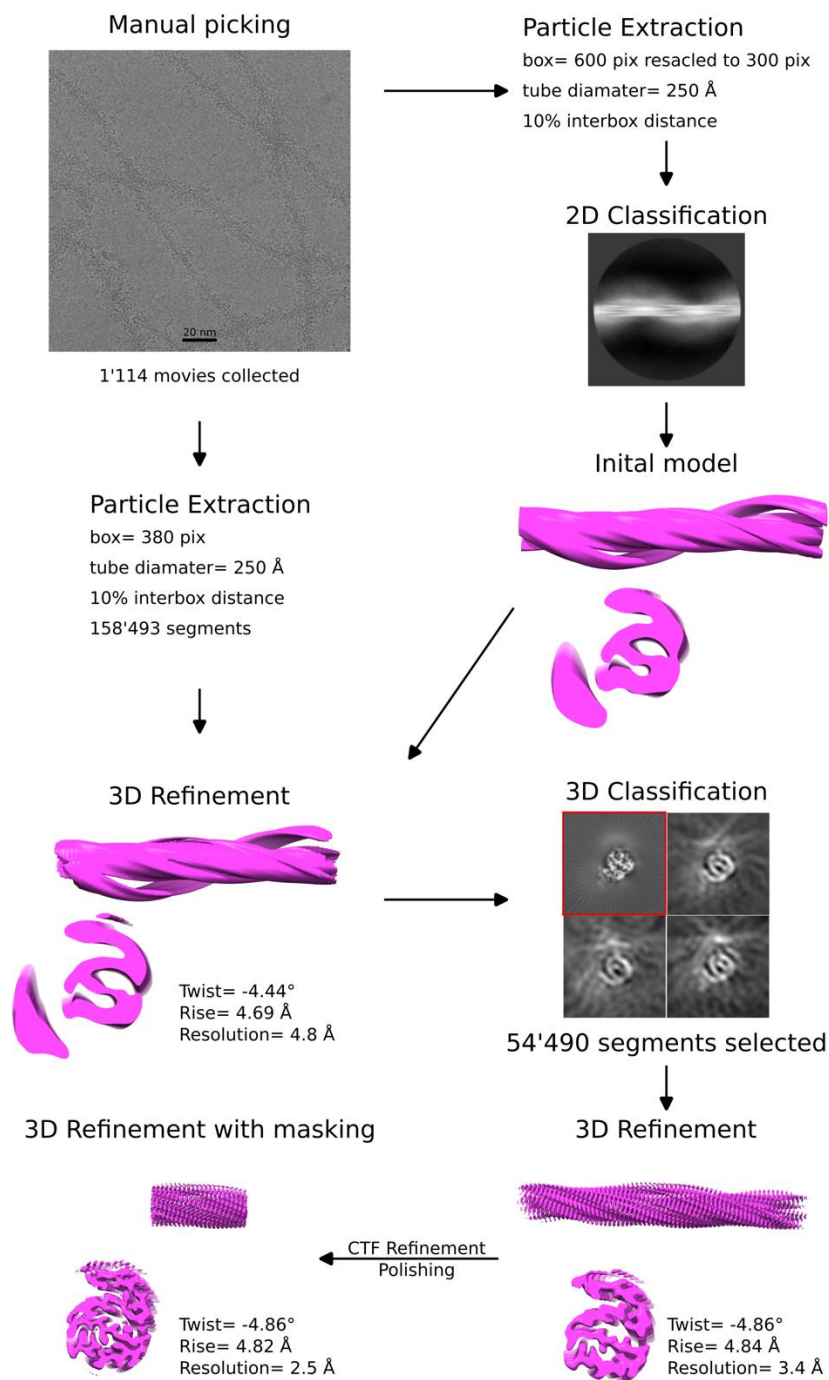 Manual picking
20 nm
1'114 movies collected
Particle Extraction
box= 600 pix resacled to 300 pix
tube diamater= 250 Å
10% interbox distance
2D Classification
Inital model
Particle Extraction
box= 380 pix
tube diamater= 250 Å
10% interbox distance
158'493 segments
3D Refinement
Twist= -4.44°
Rise= 4.69 Å
Resolution= 4.8 Å
3D Classification
54'490 segments selected
3D Refinement
Twist= -4.86°
Rise= 4.84 Å
Resolution= 3.4 Å
CTF Refinement
Polishing
3D Refinement with masking
Twist= -4.86°
Rise= 4.82 Å
Resolution= 2.5 Å